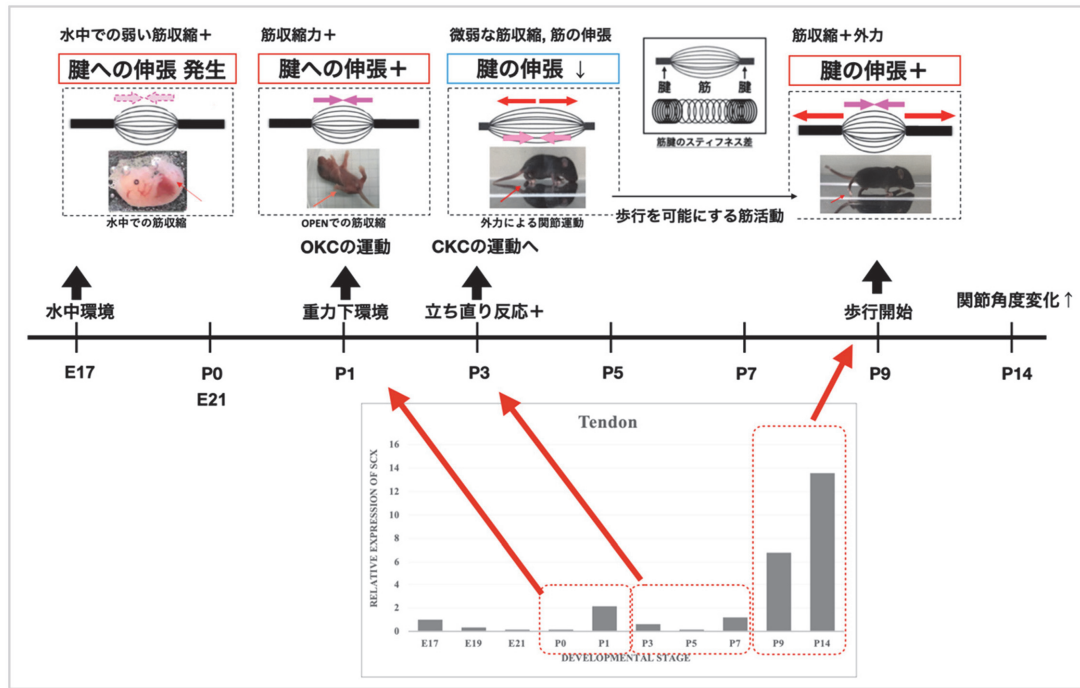 水中での弱い筋収縮＋
腱への伸張 発生
水中での筋収縮
筋収縮力＋
腱への伸張＋
OPENでの筋収縮
OKCの運動
微弱な筋収縮, 筋の伸張
腱の伸張 ↓
外力による関節運動
CKCの運動へ
腱 筋 腱
筋腱のスティフネス差
歩行を可能にする筋活動
筋収縮＋外力
腱の伸張＋
水中環境
重力下環境
立ち直り反応＋
歩行開始
関節角度変化↑
E17 P0 P1 P3 P5 P7 P9 P14
E21
Tendon
RELATIVE EXPRESSION OF SCX
16
14
12
10
8
6
4
2
0
E17 E19 E21 P0 P1 P3 P5 P7 P9 P14
DEVELOPMENTAL STAGE